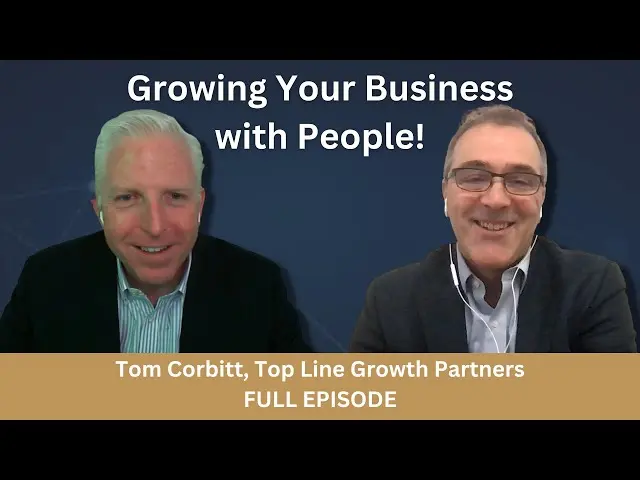 Growing Your Business
with People!
Tom Corbitt, Top Line Growth Partners
FULL EPISODE